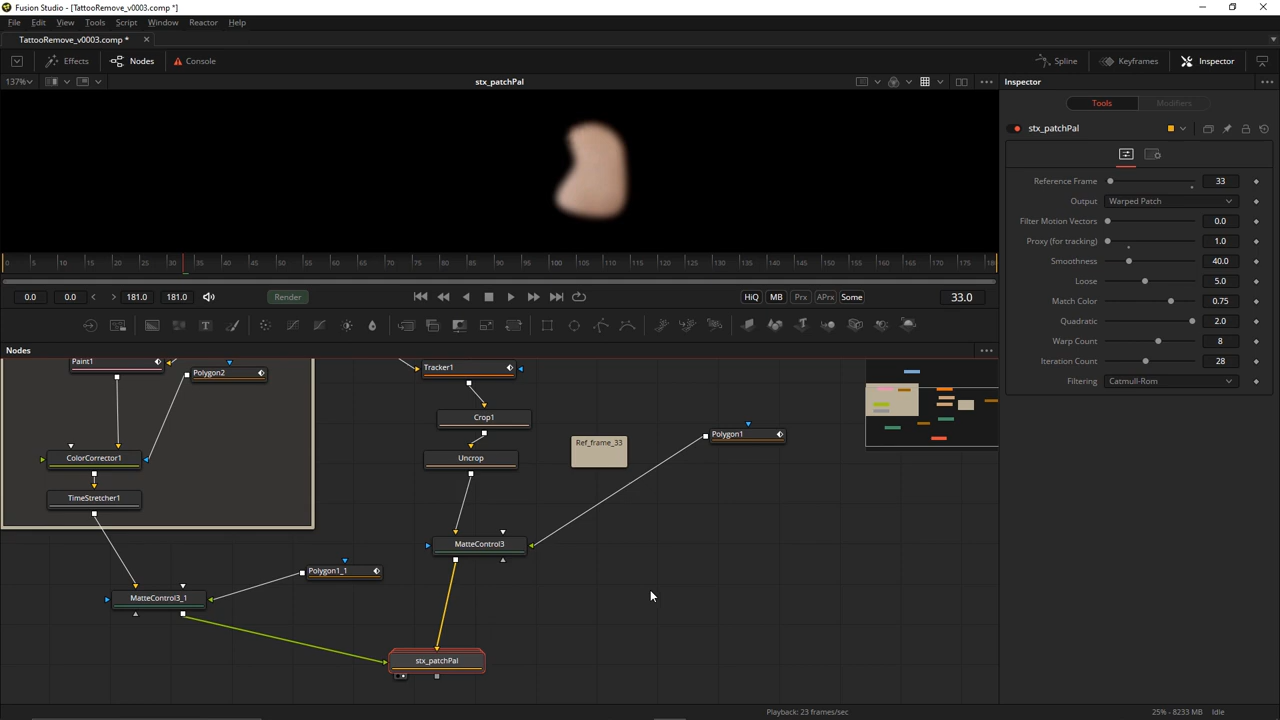 Fusion Studio - [TattooRemove_v0003.comp *]
File Edit View Tools Script Window Reactor Help
TattooRemove_v0003.comp *
Effects Nodes Console Spline Keyframes Inspector
137% stx_patchPal Inspector
Tools Modifiers
stx_patchPal
Reference Frame 33
Output Warped Patch
Filter Motion Vectors 0.0
Proxy (for tracking) 1.0
Smoothness 40.0
Loose 5.0
Match Color 0.75
Quadratic 2.0
Warp Count 8
Iteration Count 28
Filtering Catmull-Rom
0 5 10 15 20 25 30 35 40 45 50 55 60 65 70 75 80 85 90 95 100 105 110 115 120 125 130 135 140 145 150 155 160 165 170 175 18
0.0 0.0 181.0 181.0 Render HiQ MB Prx APrx Some 33.0
Nodes
Paint1
Polygon2
Tracker1
Crop1
Ref_frame_33
Polygon1
ColorCorrector1
Uncrop
TimeStretcher1
MatteControl3
Polygon1_1
MatteControl3_1
stx_patchPal
Playback: 23 frames/sec 25% - 8233 MB Idle